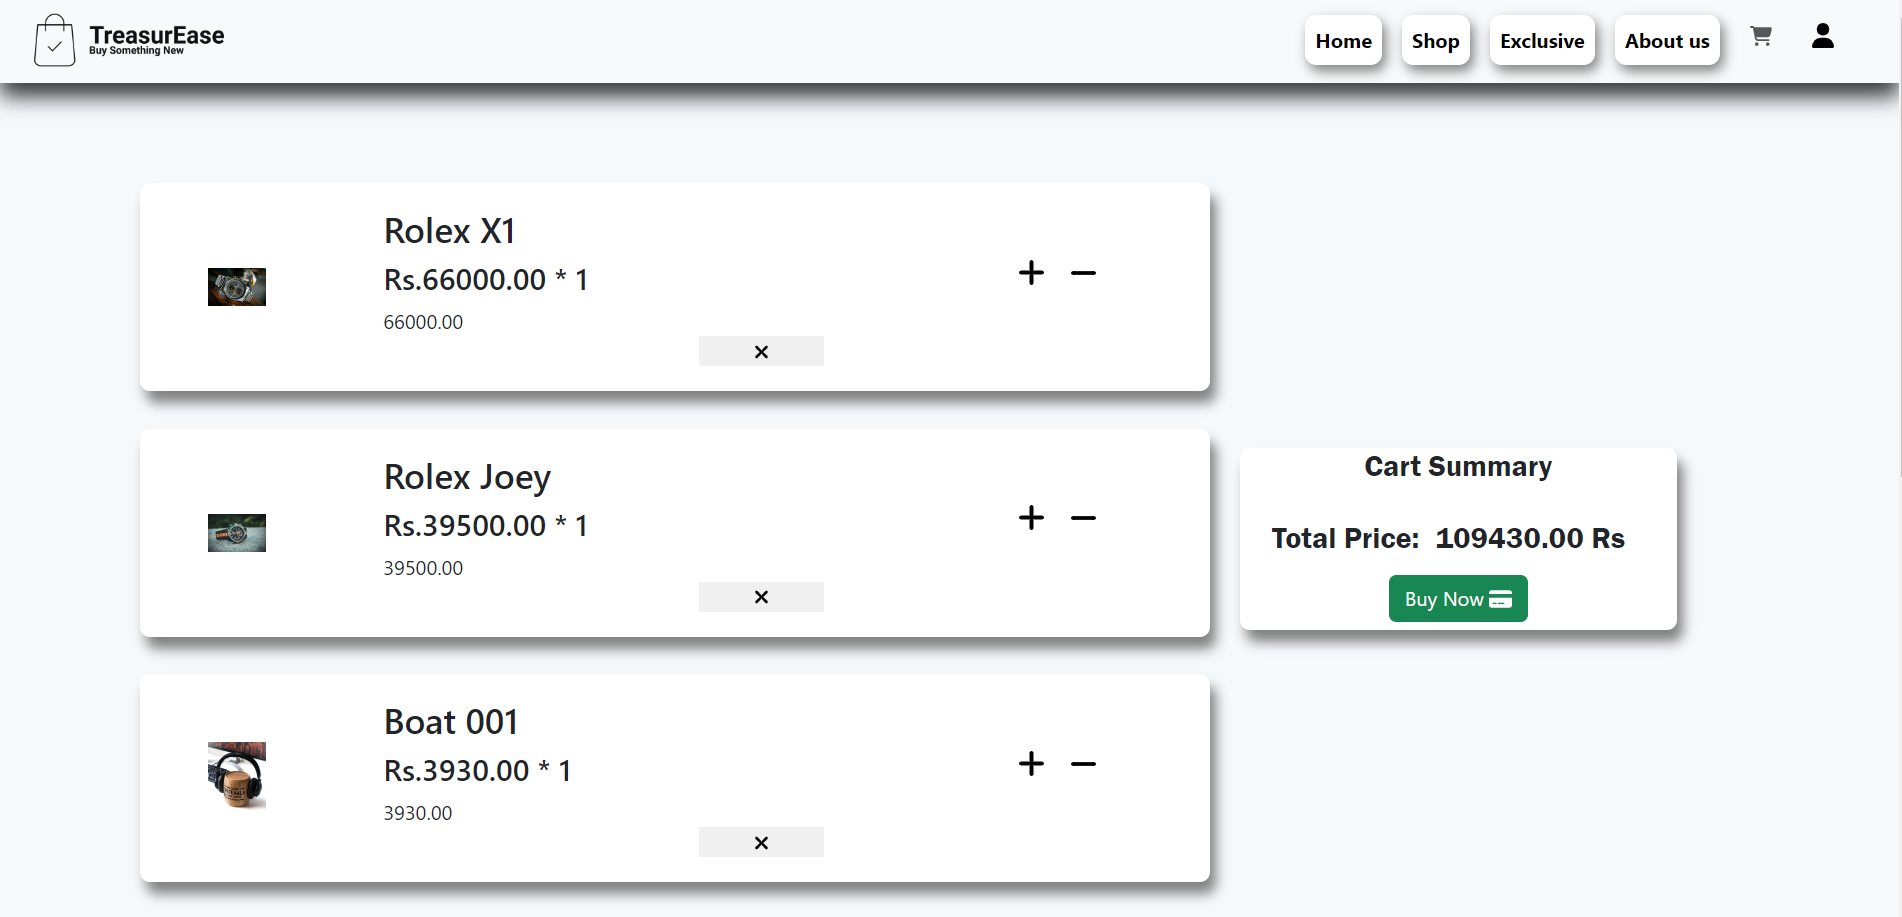 TreasurEase
Buy Something New
Home
Shop
Exclusive
About us
Rolex X1
Rs.66000.00 * 1
66000.00
Rolex Joey
Rs.39500.00 * 1
39500.00
Boat 001
Rs.3930.00 * 1
3930.00
Cart Summary
Total Price: 109430.00 Rs
Buy Now